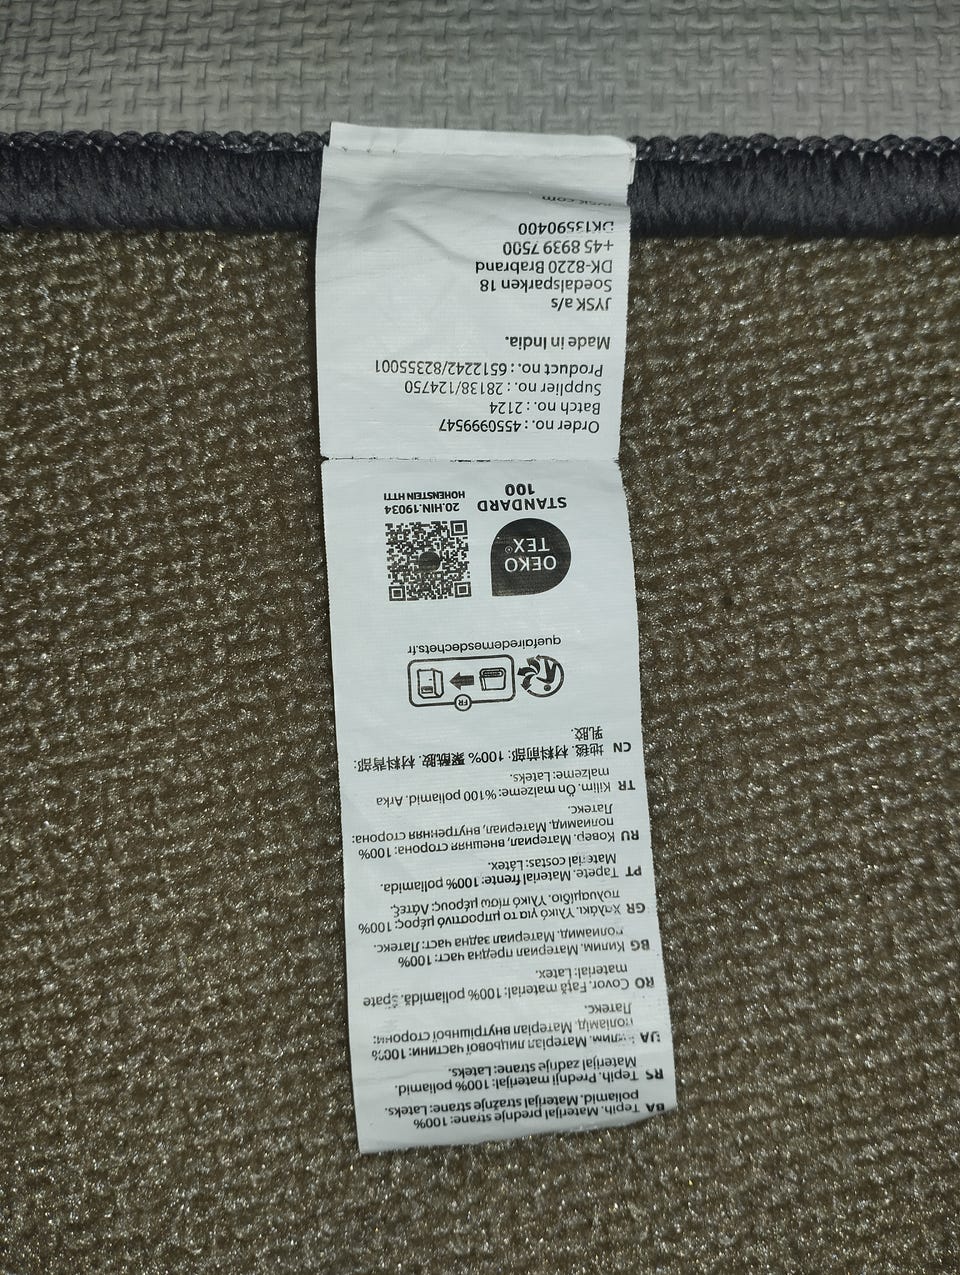 BA Tepih. Materijal prednje strane: 100%
poliamid. Materijal stražnje strane: Lateks.
RS Tepih. Prednji materijal: 100% poliamid.
Materijal zadnje strane: Lateks.
UA Килим. Матеріал лицьової частини: 100%
поліамід. Матеріал внутрішньої сторони:
Латекс.
RO Covor. Față material: 100% poliamidă. Spate
material: Latex.
BG Килим. Материал предна част: 100%
полиамид. Материал задна част: Латекс.
GR Χαλάκι. Υλικό για το μπροστινό μέρος: 100%
πολυαμίδιο. Υλικό πίσω μέρους: Λάτεξ.
PT Tapete. Material frente: 100% poliamida.
Material costas: Látex.
RU Ковер. Материал, внешняя сторона: 100%
полиамид. Материал, внутренняя сторона:
Латекс.
TR Kilim. Ön malzeme: %100 poliamid. Arka
malzeme: Lateks.
CN 地毯. 材料前部: 100% 聚酰胺. 材料背部:
乳胶.
FR
quefairedemesdechets.fr
OEKO
TEX®
STANDARD
100
20.HIN.19034
HOHENSTEIN HTTI
Order no.: 4550999547
Batch no.: 2124
Supplier no.: 28138/124750
Product no.: 6512242/82355001
Made in India.
JYSK a/s
Soedalsparken 18
DK-8220 Brabrand
+45 8939 7500
DK13590400
JYSK.com